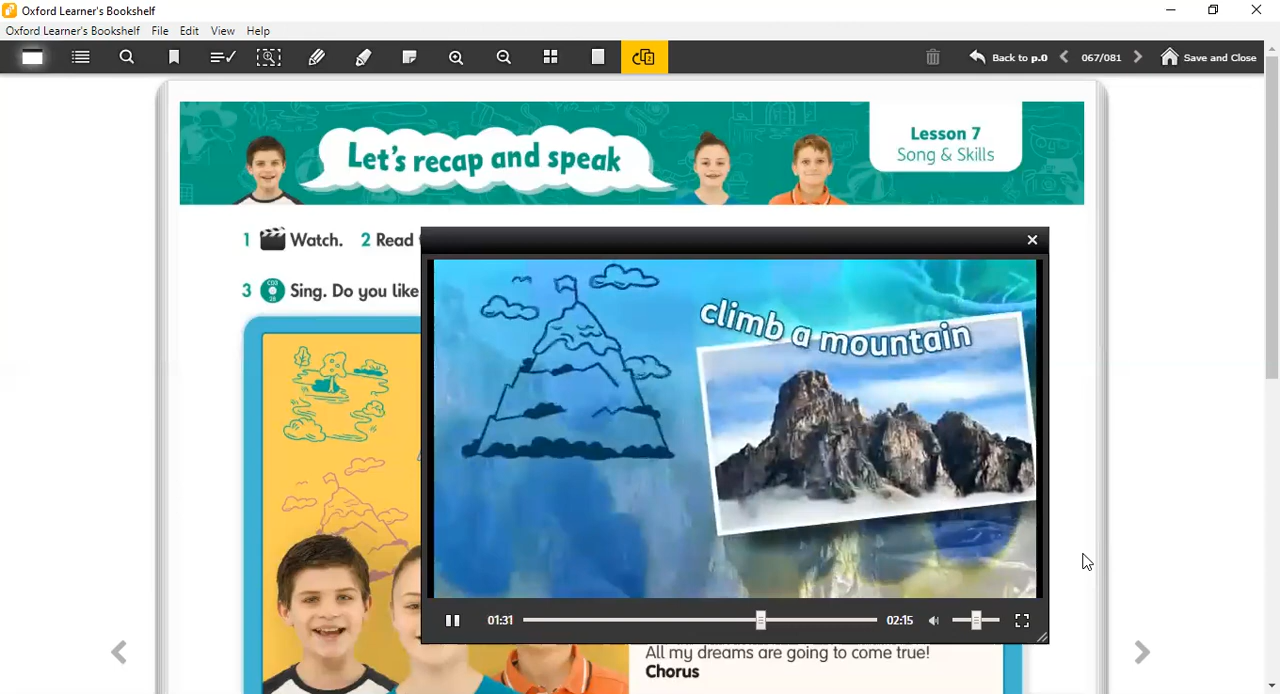 Oxford Learner's Bookshelf
Oxford Learner's Bookshelf File Edit View Help
Back to p.0 067/081 Save and Close
Let's recap and speak
Lesson 7
Song & Skills
1 Watch. 2 Read
3 CD3 Sing. Do you like
climb a mountain
01:31 02:15
All my dreams are going to come true!
Chorus